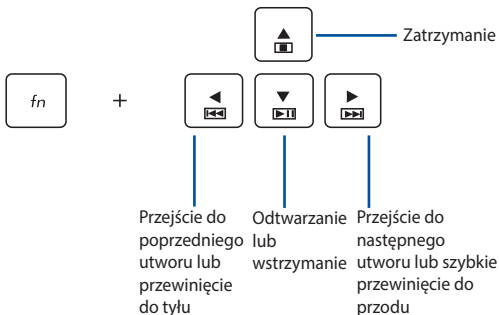 Zatrzymanie
fn +
Przejście do
poprzedniego
utworu lub
przewinięcie
do tyłu
Odtwarzanie
lub
wstrzymanie
Przejście do
następnego
utworu lub szybkie
przewinięcie do
przodu